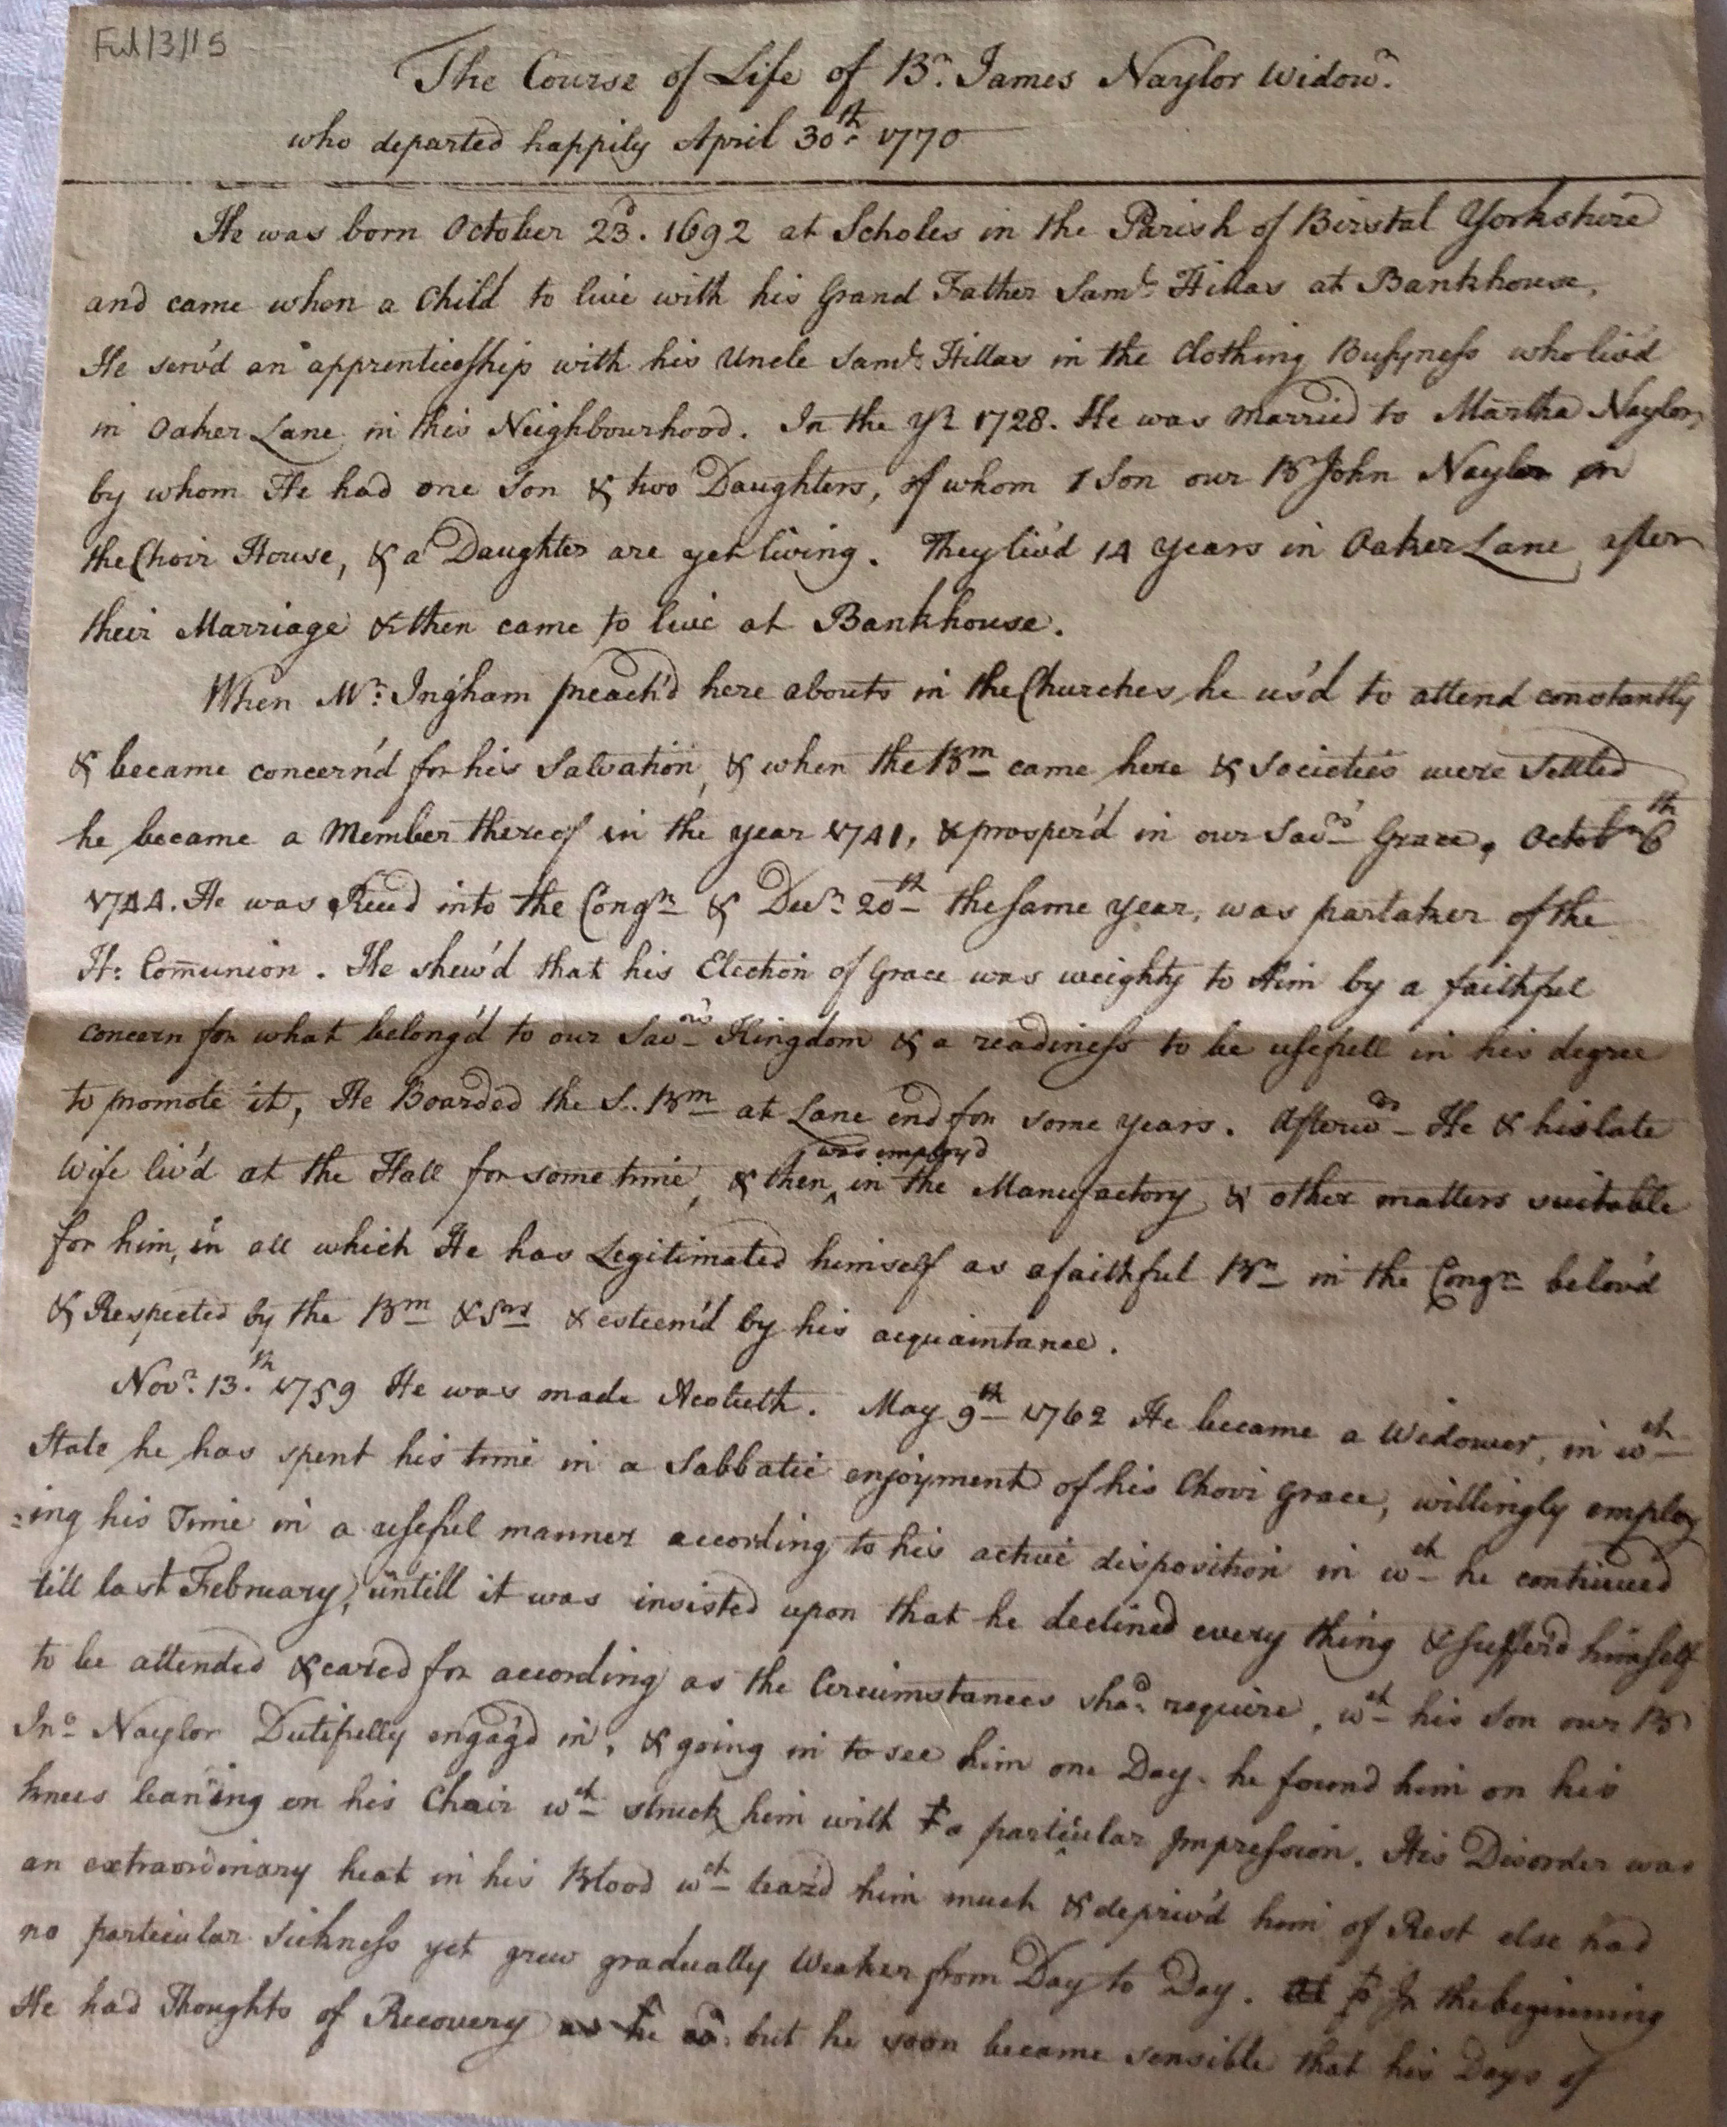 Ful/3/15
The Course of Life of Br. James Naylor Widowr.
who departed happily April 30th. 1770
He was born October 23d. 1692 at Scholes in the Parish of Birstal Yorkshire
and came when a Child to live with his Grand Father Saml. Hillas at Bankhouse,
He serv'd an apprenticeship with his Uncle Saml. Hillas in the Clothing Bussyness who liv'd
in Oaker Lane in this Neighbourhood. In the yr 1728. He was married to Martha Naylor,
by whom He had one Son & two Daughters, of whom 1 Son our Br John Naylor in
the Choir House, & a Daughter are yet living. They liv'd 14 years in Oaker Lane after
their Marriage & then came to live at Bankhouse.
When Mr. Ingham preach'd here abouts in the Churches, he us'd to attend constantly
& became concern'd for his Salvation, & when the Brn came here & Societies were Settled
he became a Member thereof in the year 1741, & prosper'd in our Savrs' Grace. Octobr 6th
1744. He was Recd into the Congn & Decr. 20th the same year, was partaker of the
H: Comunion. He shew'd that his Election of Grace was weighty to Him by a faithful
concern for what belong'd to our Savrs Kingdom & a readiness to be usefull in his degree
to promote it, He Boarded the S. Brn at Lane end for some years. Afterwds He & his late
Wife liv'd at the Hall for some time, & then ^ in the Manufactory & other matters suitable
was employd
for him, in all which He has Legitimated himself as a faithful Br in the Congn belov'd
& Respected by the Brn & Srs & esteem'd by his acquaintance.
Novr. 13.th 1759 He was made Acoluth. May 9th 1762 He became a Widower, in wch
State he has spent his time in a Sabbatic enjoyment of his Choir Grace, willingly employ
=ing his Time in a useful manner according to his active disposition in wch he continued
till last February, untill it was insisted upon that he declined every thing & suffer'd himself
to be attended & cared for according as the Circumstances shod. require, wch his Son our Br
Jno Naylor Dutifully engag'd in, & going in to see him one Day he found him on his
knees leaning on his Chair wch struck him with a particular Impression. His Disorder was
an extraordinary heat in his Blood wch teaz'd him much & depriv'd him of Rest else had
no particular Sickness yet grew gradually Weaker from Day to Day. In the beginning
He had Thoughts of Recovery but he soon became sensible that his Days of